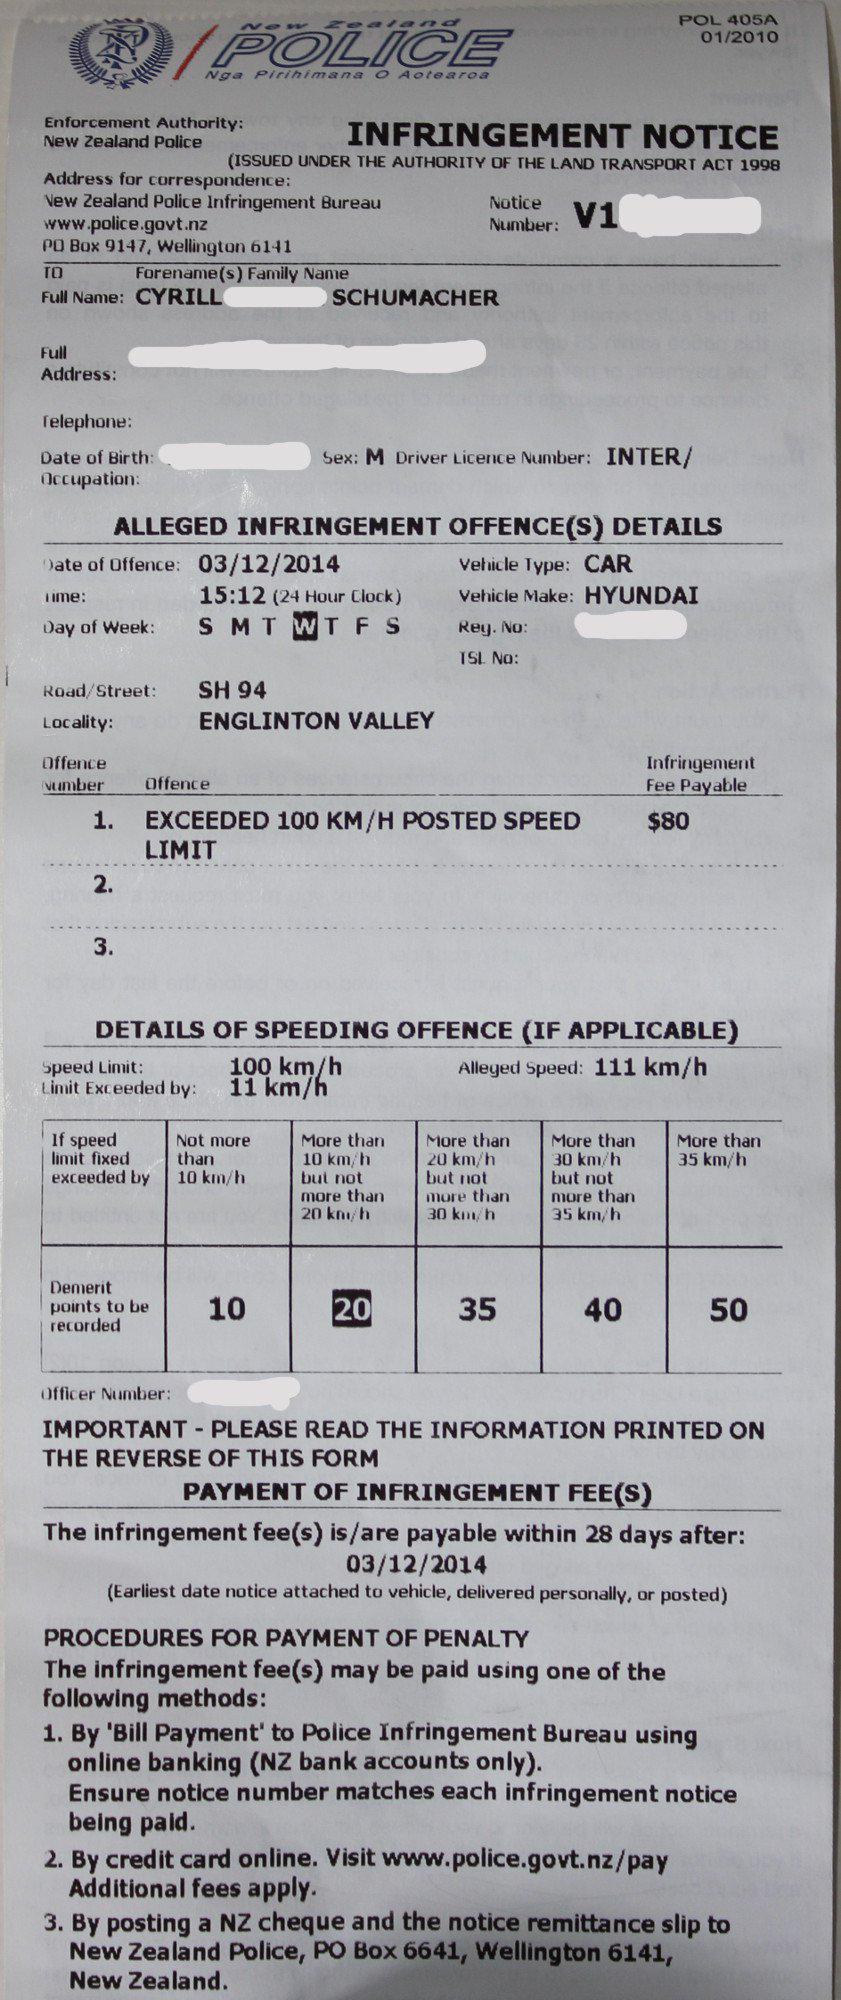 New Zealand
POLICE
Nga Pirihimana O Aotearoa
POL 405A
01/2010
Enforcement Authority:
New Zealand Police
INFRINGEMENT NOTICE
(ISSUED UNDER THE AUTHORITY OF THE LAND TRANSPORT ACT 1998
Address for correspondence:
New Zealand Police Infringement Bureau
www.police.govt.nz
PO Box 9147, Wellington 6141
Notice
Number: V1
TO Forename(s) Family Name
Full Name: CYRILL SCHUMACHER
Full
Address:
Telephone:
Date of Birth: Sex: M Driver Licence Number: INTER/
Occupation:
ALLEGED INFRINGEMENT OFFENCE(S) DETAILS
Date of Offence: 03/12/2014 Vehicle Type: CAR
Time: 15:12 (24 Hour Clock) Vehicle Make: HYUNDAI
Day of Week: S M T W T F S Reg. No:
TSL No:
Road/Street: SH 94
Locality: ENGLINTON VALLEY
Offence
Number Offence
Infringement
Fee Payable
1. EXCEEDED 100 KM/H POSTED SPEED $80
LIMIT
2.
3.
DETAILS OF SPEEDING OFFENCE (IF APPLICABLE)
Speed Limit: 100 km/h Alleged Speed: 111 km/h
Limit Exceeded by: 11 km/h
If speed
limit fixed
exceeded by
Not more
than
10 km/h
More than
10 km/h
but not
more than
20 km/h
More than
20 km/h
but not
more than
30 km/h
More than
30 km/h
but not
more than
35 km/h
More than
35 km/h
Demerit
points to be
recorded
10 20 35 40 50
Officer Number:
IMPORTANT - PLEASE READ THE INFORMATION PRINTED ON
THE REVERSE OF THIS FORM
PAYMENT OF INFRINGEMENT FEE(S)
The infringement fee(s) is/are payable within 28 days after:
03/12/2014
(Earliest date notice attached to vehicle, delivered personally, or posted)
PROCEDURES FOR PAYMENT OF PENALTY
The infringement fee(s) may be paid using one of the
following methods:
1. By 'Bill Payment' to Police Infringement Bureau using
online banking (NZ bank accounts only).
Ensure notice number matches each infringement notice
being paid.
2. By credit card online. Visit www.police.govt.nz/pay
Additional fees apply.
3. By posting a NZ cheque and the notice remittance slip to
New Zealand Police, PO Box 6641, Wellington 6141,
New Zealand.